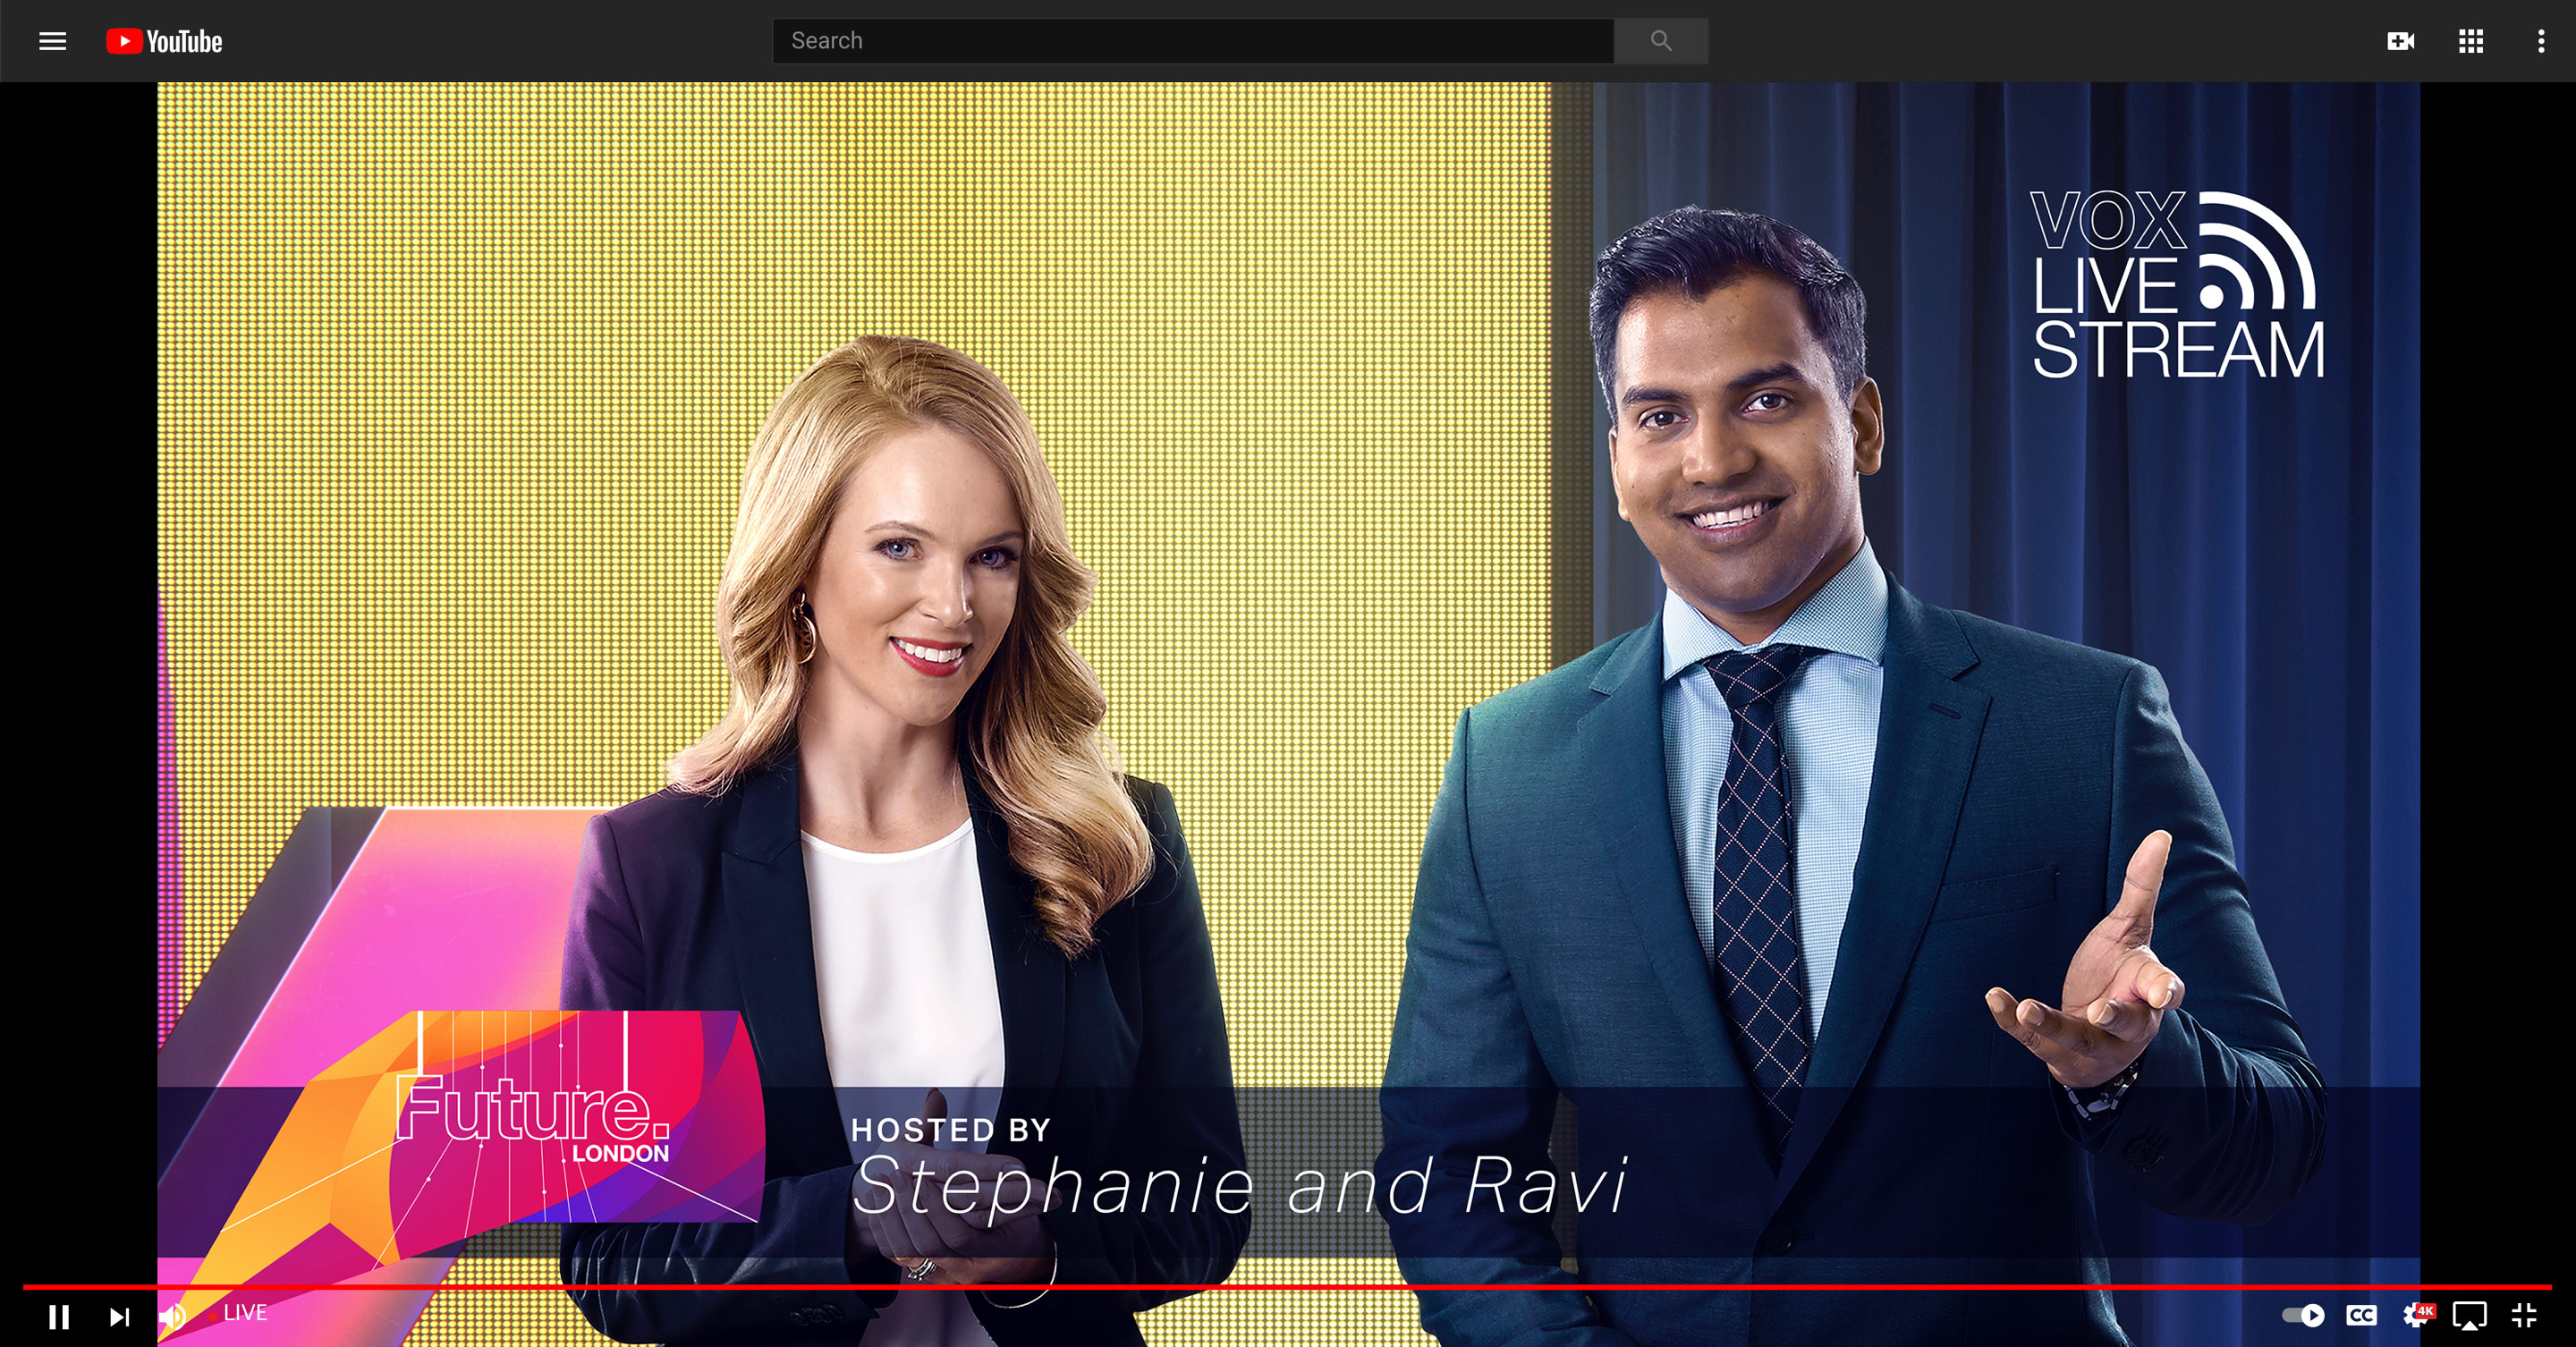 YouTube
Search
VOX
LIVE
STREAM
Future.
LONDON
HOSTED BY
Stephanie and Ravi
LIVE
CC
4K